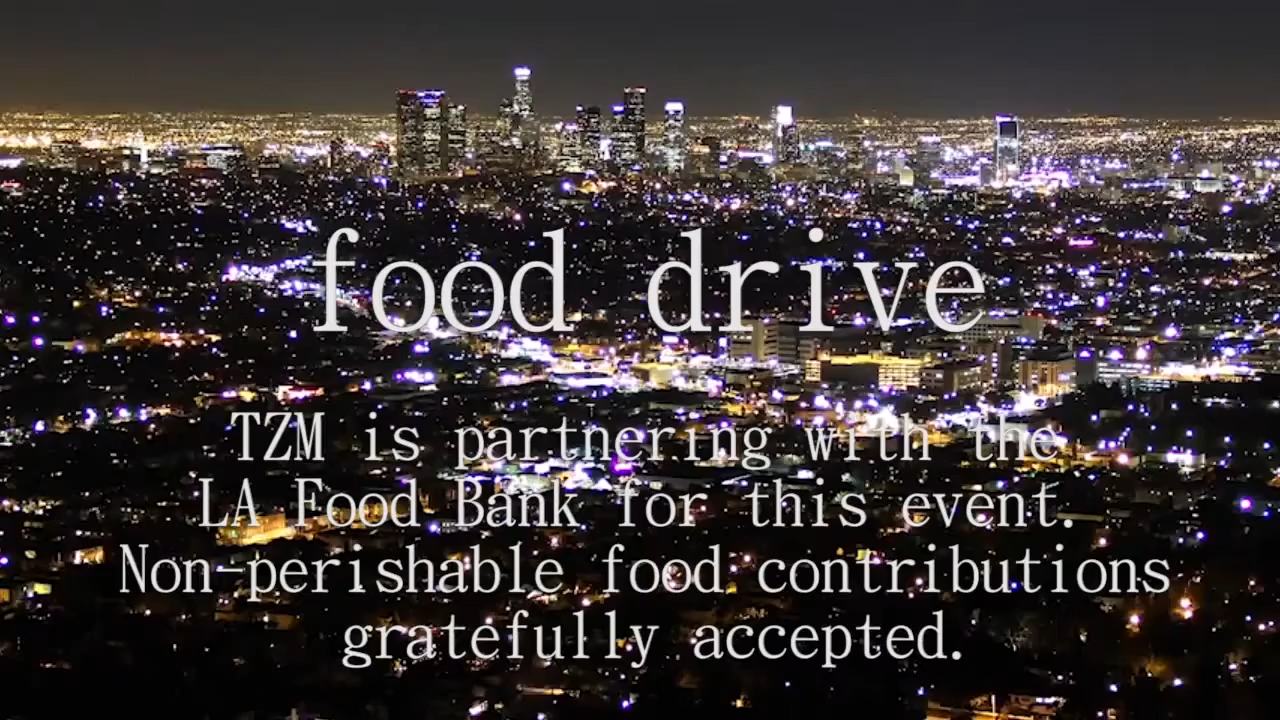 food drive
TZM is partnering with the
LA Food Bank for this event.
Non-perishable food contributions
gratefully accepted.